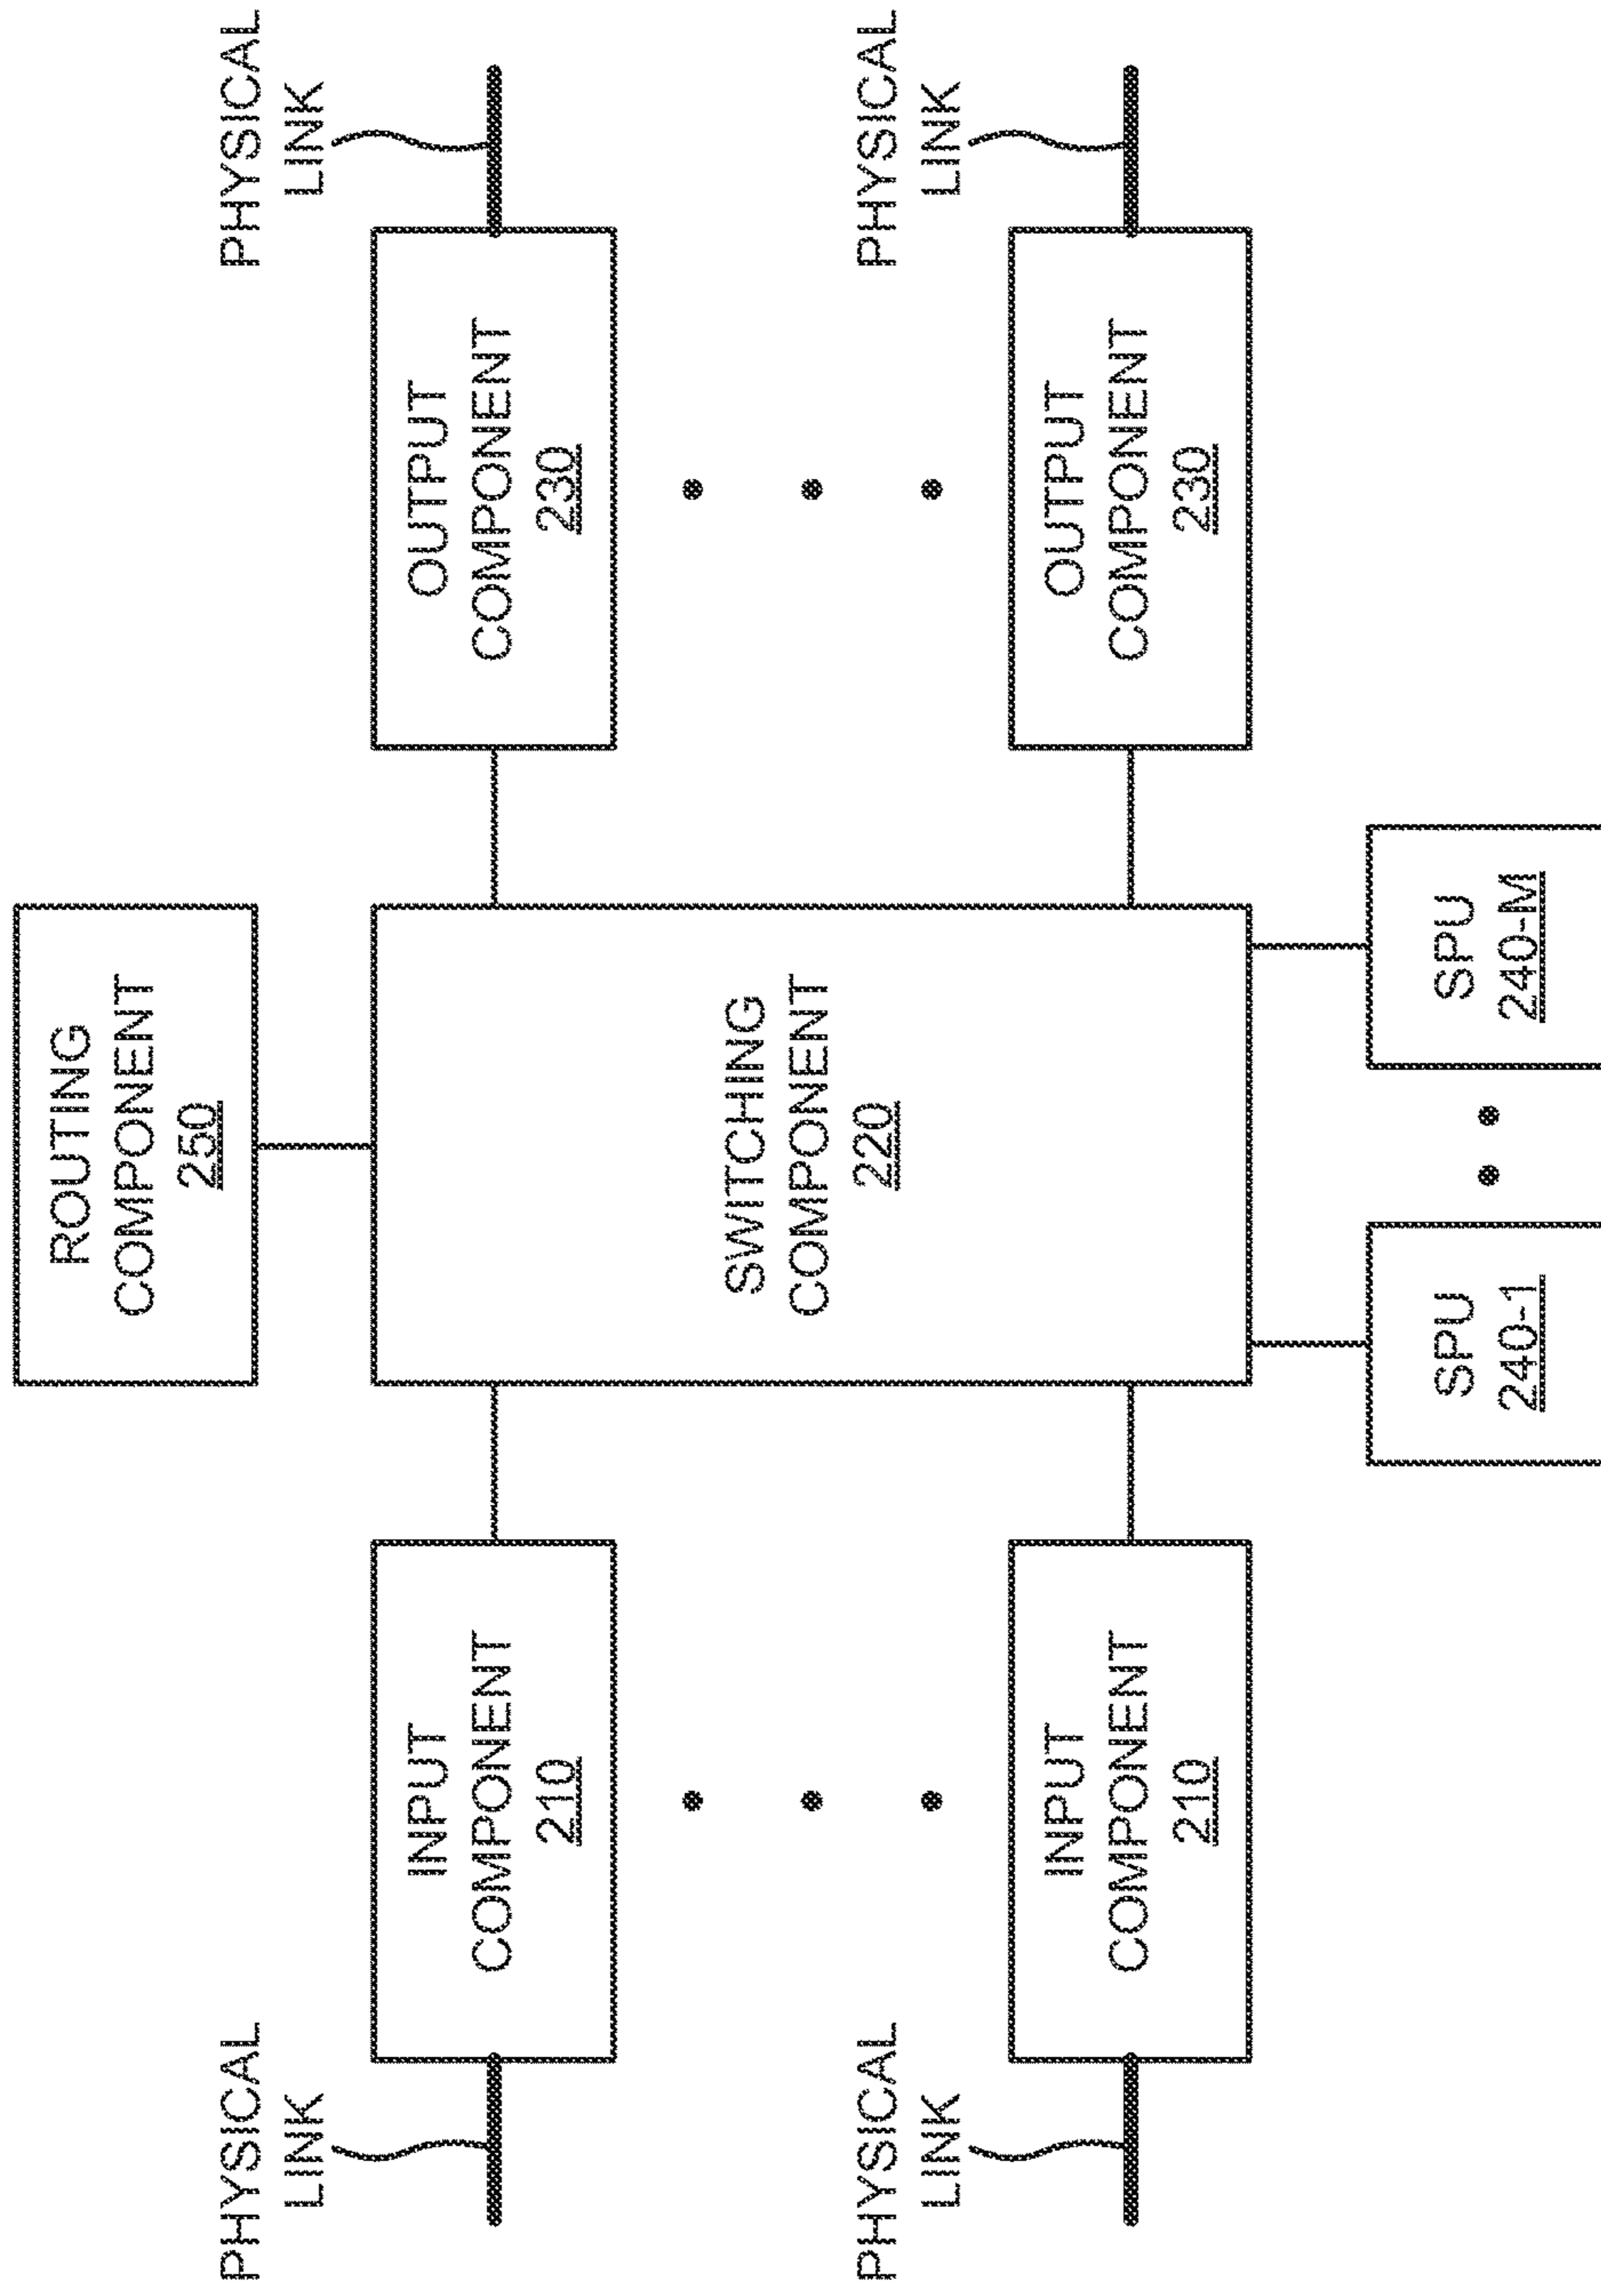 ROUTING
COMPONENT
250
PHYSICAL
LINK
INPUT
COMPONENT
210
PHYSICAL
LINK
OUTPUT
COMPONENT
230
SWITCHING
COMPONENT
220
PHYSICAL
LINK
INPUT
COMPONENT
210
PHYSICAL
LINK
OUTPUT
COMPONENT
230
SPU
240-1
SPU
240-M